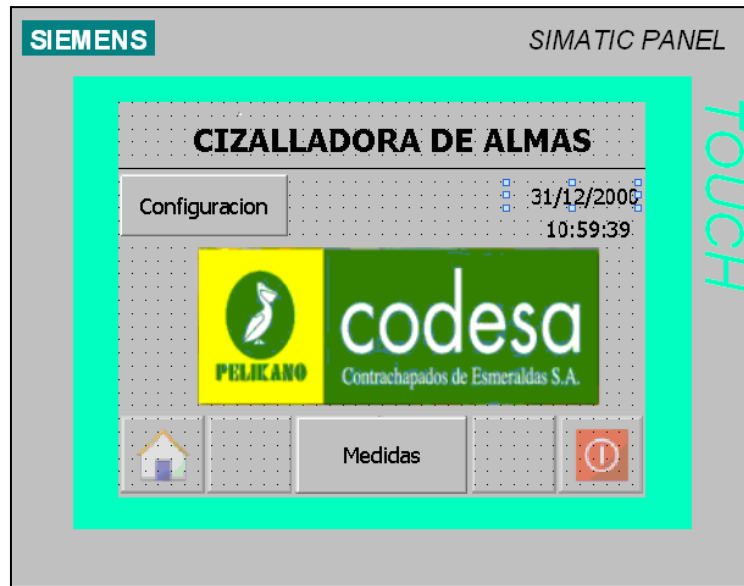 SIEMENS
SIMATIC PANEL
TOUCH
CIZALLADORA DE ALMAS
Configuracion
31/12/2000
10:59:39
PELIKANO
codesa
Contrachapados de Esmeraldas S.A.
Medidas